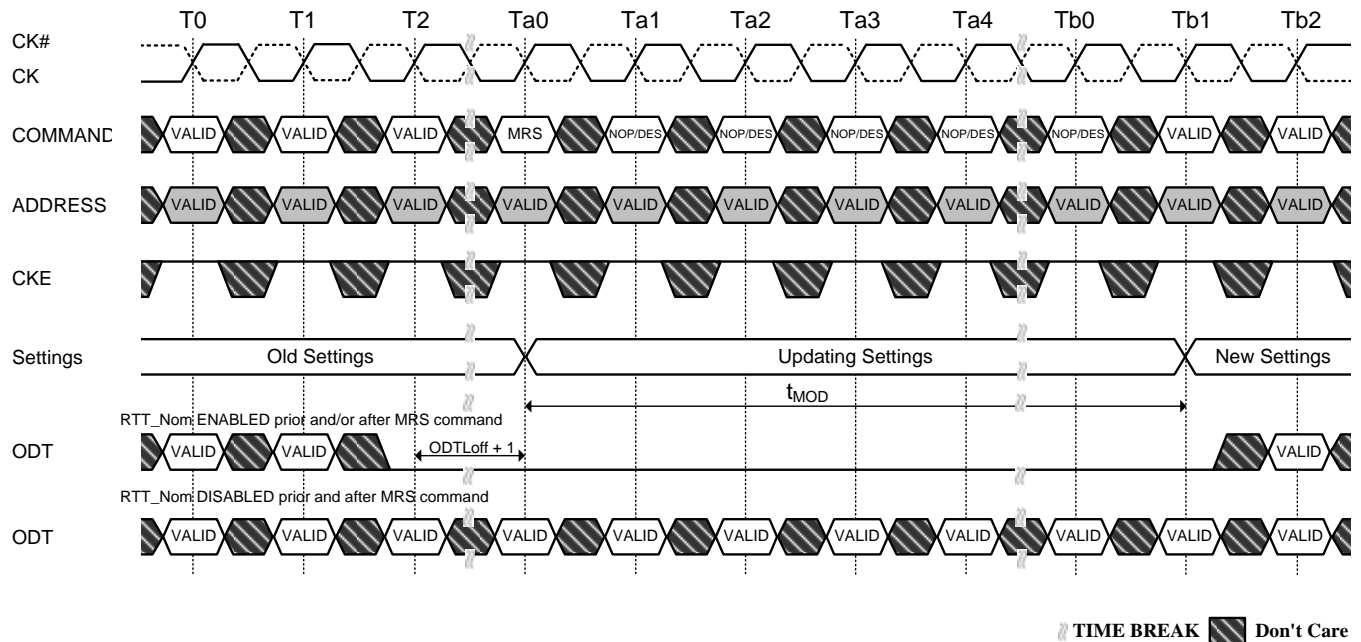 T0 T1 T2 Ta0 Ta1 Ta2 Ta3 Ta4 Tb0 Tb1 Tb2
CK#
CK
COMMAND VALID VALID VALID MRS NOP/DES NOP/DES NOP/DES NOP/DES NOP/DES VALID VALID
ADDRESS VALID VALID VALID VALID VALID VALID VALID VALID VALID VALID VALID
CKE
Settings Old Settings Updating Settings New Settings
tMOD
RTT_Nom ENABLED prior and/or after MRS command
ODT VALID VALID ODTLoff + 1 VALID
RTT_Nom DISABLED prior and after MRS command
ODT VALID VALID VALID VALID VALID VALID VALID VALID VALID VALID VALID
TIME BREAK Don't Care